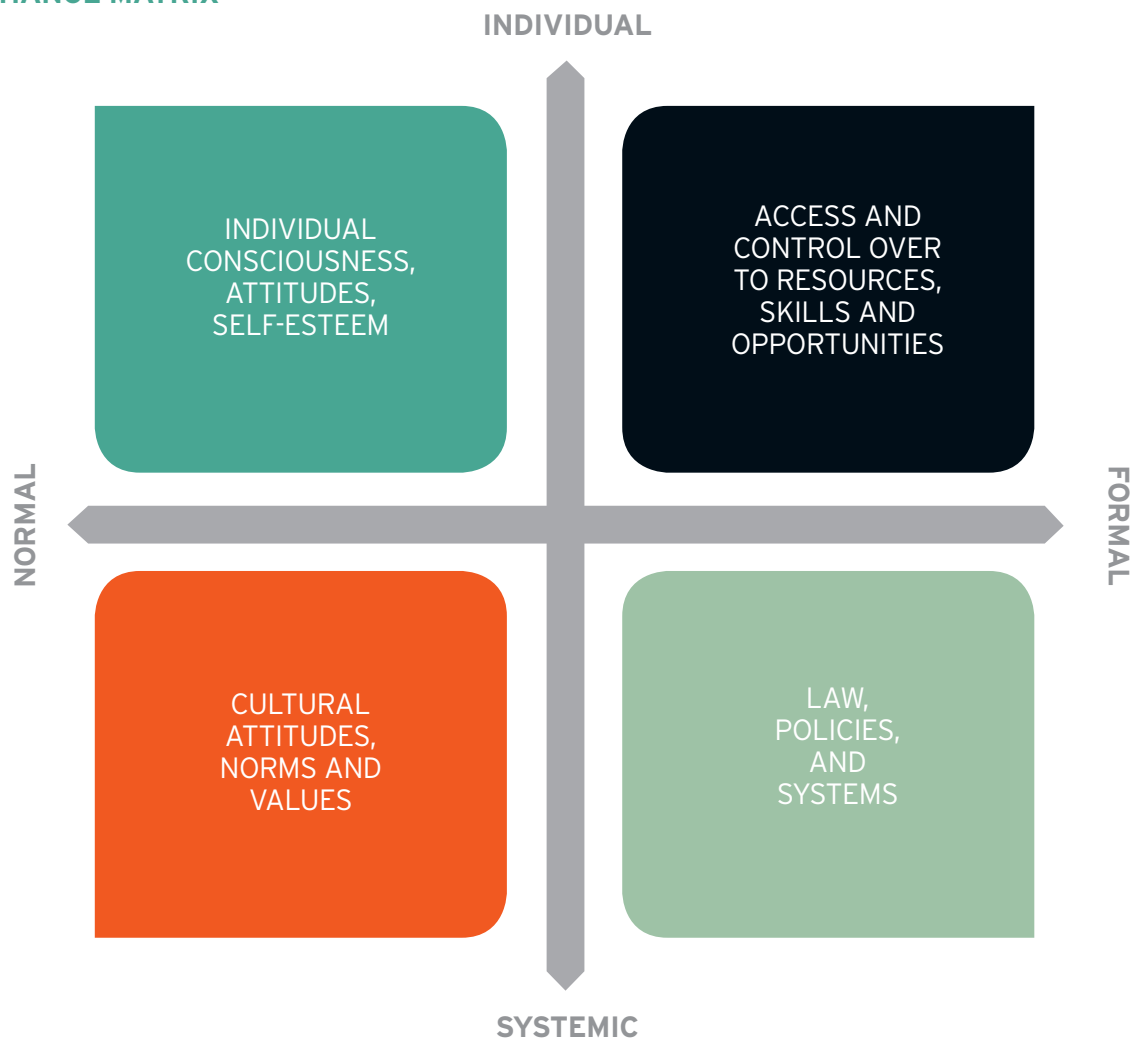 MATRIX
INDIVIDUAL
INDIVIDUAL
CONSCIOUSNESS,
ATTITUDES,
SELF-ESTEEM
ACCESS AND
CONTROL OVER
TO RESOURCES,
SKILLS AND
OPPORTUNITIES
NORMAL
FORMAL
CULTURAL
ATTITUDES,
NORMS AND
VALUES
LAW,
POLICIES,
AND
SYSTEMS
SYSTEMIC